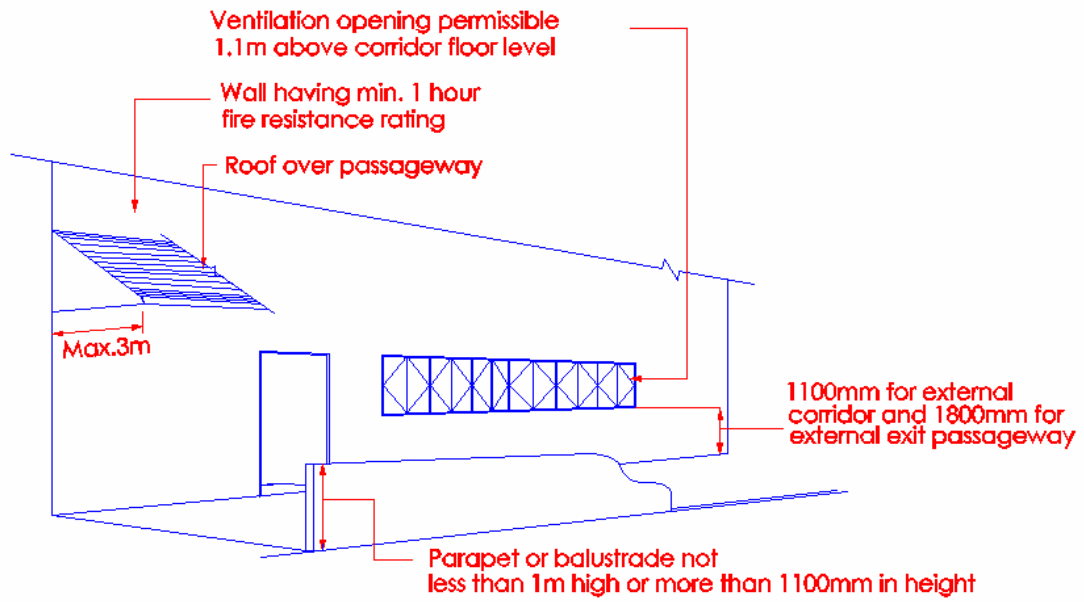 Ventilation opening permissible
1.1m above corridor floor level
Wall having min. 1 hour
fire resistance rating
Roof over passageway
Max.3m
1100mm for external
corridor and 1800mm for
external exit passageway
Parapet or balustrade not
less than 1m high or more than 1100mm in height